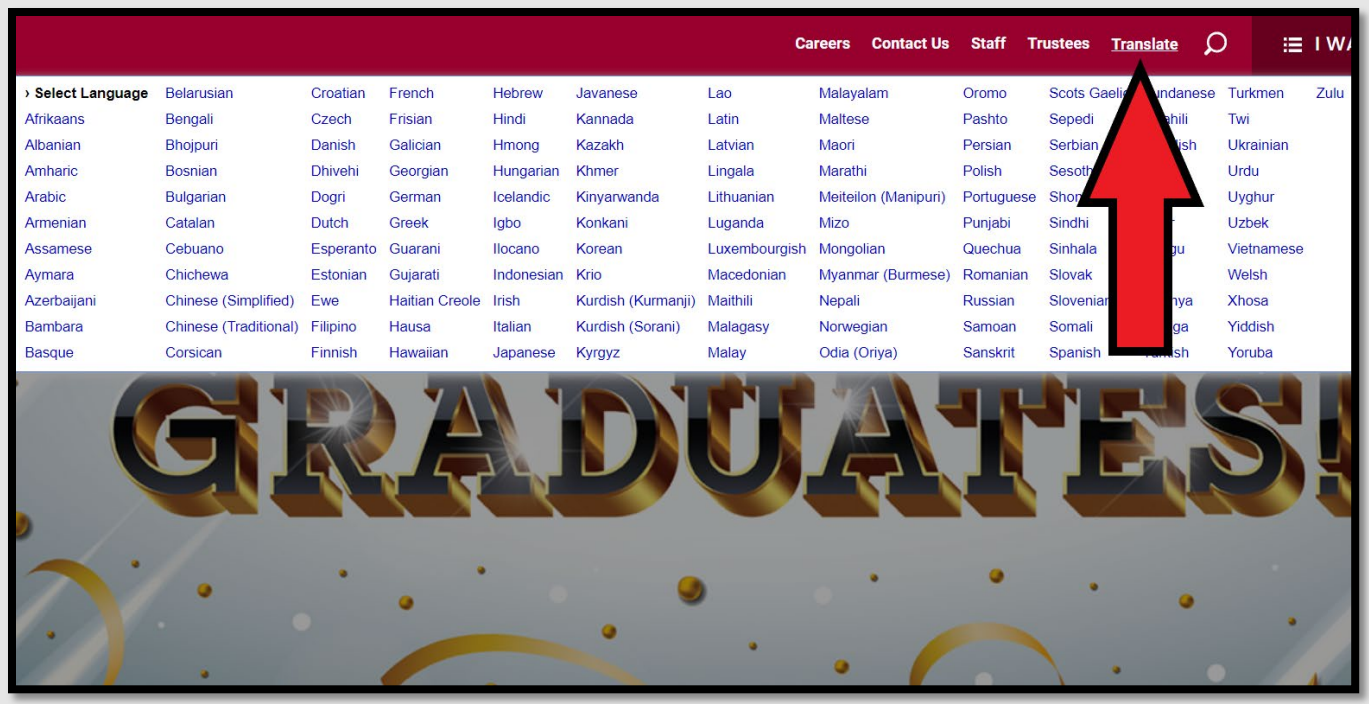 Careers
Contact Us
Staff
Trustees
Translate
I WA
› Select Language
Afrikaans
Albanian
Amharic
Arabic
Armenian
Assamese
Aymara
Azerbaijani
Bambara
Basque
Belarusian
Bengali
Bhojpuri
Bosnian
Bulgarian
Catalan
Cebuano
Chichewa
Chinese (Simplified)
Chinese (Traditional)
Corsican
Croatian
Czech
Danish
Dhivehi
Dogri
Dutch
Esperanto
Estonian
Ewe
Filipino
Finnish
French
Frisian
Galician
Georgian
German
Greek
Guarani
Gujarati
Haitian Creole
Hausa
Hawaiian
Hebrew
Hindi
Hmong
Hungarian
Icelandic
Igbo
Ilocano
Indonesian
Irish
Italian
Japanese
Javanese
Kannada
Kazakh
Khmer
Kinyarwanda
Konkani
Korean
Krio
Kurdish (Kurmanji)
Kurdish (Sorani)
Kyrgyz
Lao
Latin
Latvian
Lingala
Lithuanian
Luganda
Luxembourgish
Macedonian
Maithili
Malagasy
Malay
Malayalam
Maltese
Maori
Marathi
Meiteilon (Manipuri)
Mizo
Mongolian
Myanmar (Burmese)
Nepali
Norwegian
Odia (Oriya)
Oromo
Pashto
Persian
Polish
Portuguese
Punjabi
Quechua
Romanian
Russian
Samoan
Sanskrit
Scots
Sepedi
Serbian
Sindhi
Sinhala
Slovak
Somali
Spanish
Turkmen
Twi
Ukrainian
Urdu
Uyghur
Uzbek
Vietnamese
Welsh
Xhosa
Yiddish
Yoruba
Zulu
GRADUATES!